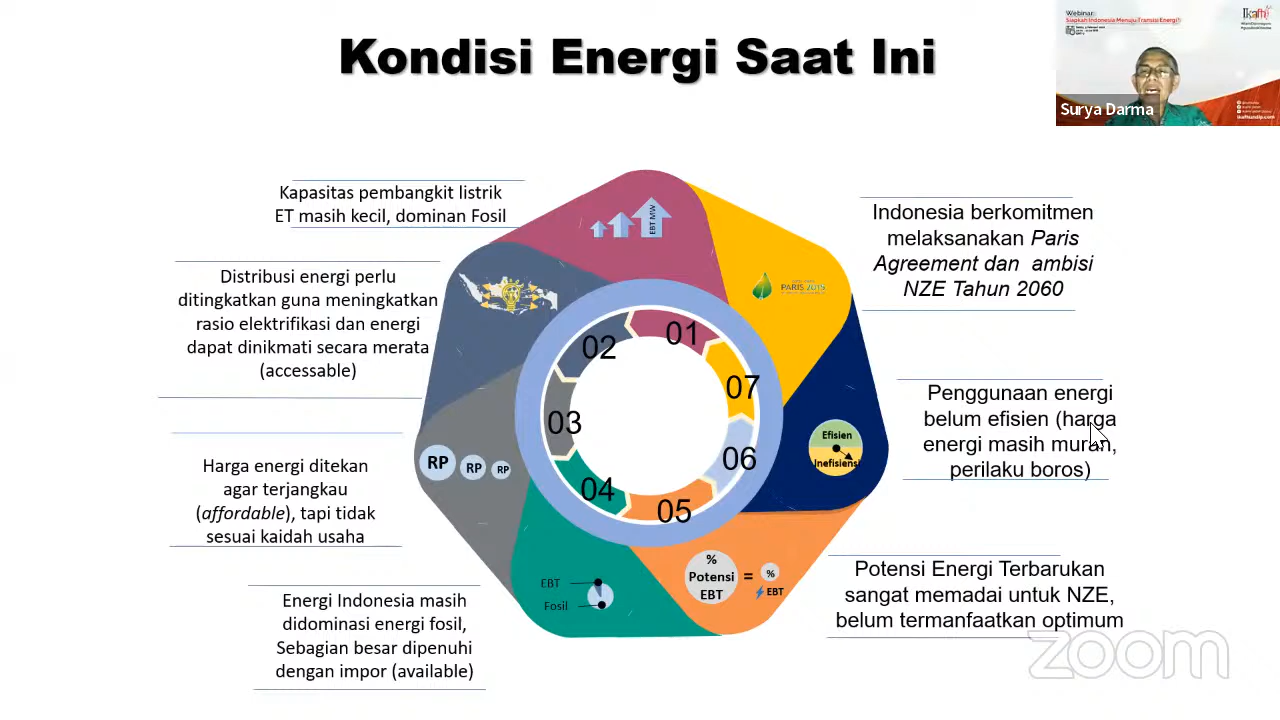 Kondisi Energi Saat Ini
Webinar
Siapkah Indonesia Menuju Transisi Energi?
Surya Darma
Kapasitas pembangkit listrik
ET masih kecil, dominan Fosil
Distribusi energi perlu
ditingkatkan guna meningkatkan
rasio elektrifikasi dan energi
dapat dinikmati secara merata
(accessable)
Harga energi ditekan
agar terjangkau
(affordable), tapi tidak
sesuai kaidah usaha
Energi Indonesia masih
didominasi energi fosil,
Sebagian besar dipenuhi
dengan impor (available)
EBT MW
PARIS 2015
01
02
03
04
05
06
07
RP
RP
RP
EBT
Fosil
%
Potensi
EBT
=
%
EBT
Efisien
Inefisiensi
Indonesia berkomitmen
melaksanakan Paris
Agreement dan ambisi
NZE Tahun 2060
Penggunaan energi
belum efisien (harga
energi masih murah,
perilaku boros)
Potensi Energi Terbarukan
sangat memadai untuk NZE,
belum termanfaatkan optimum
zoom